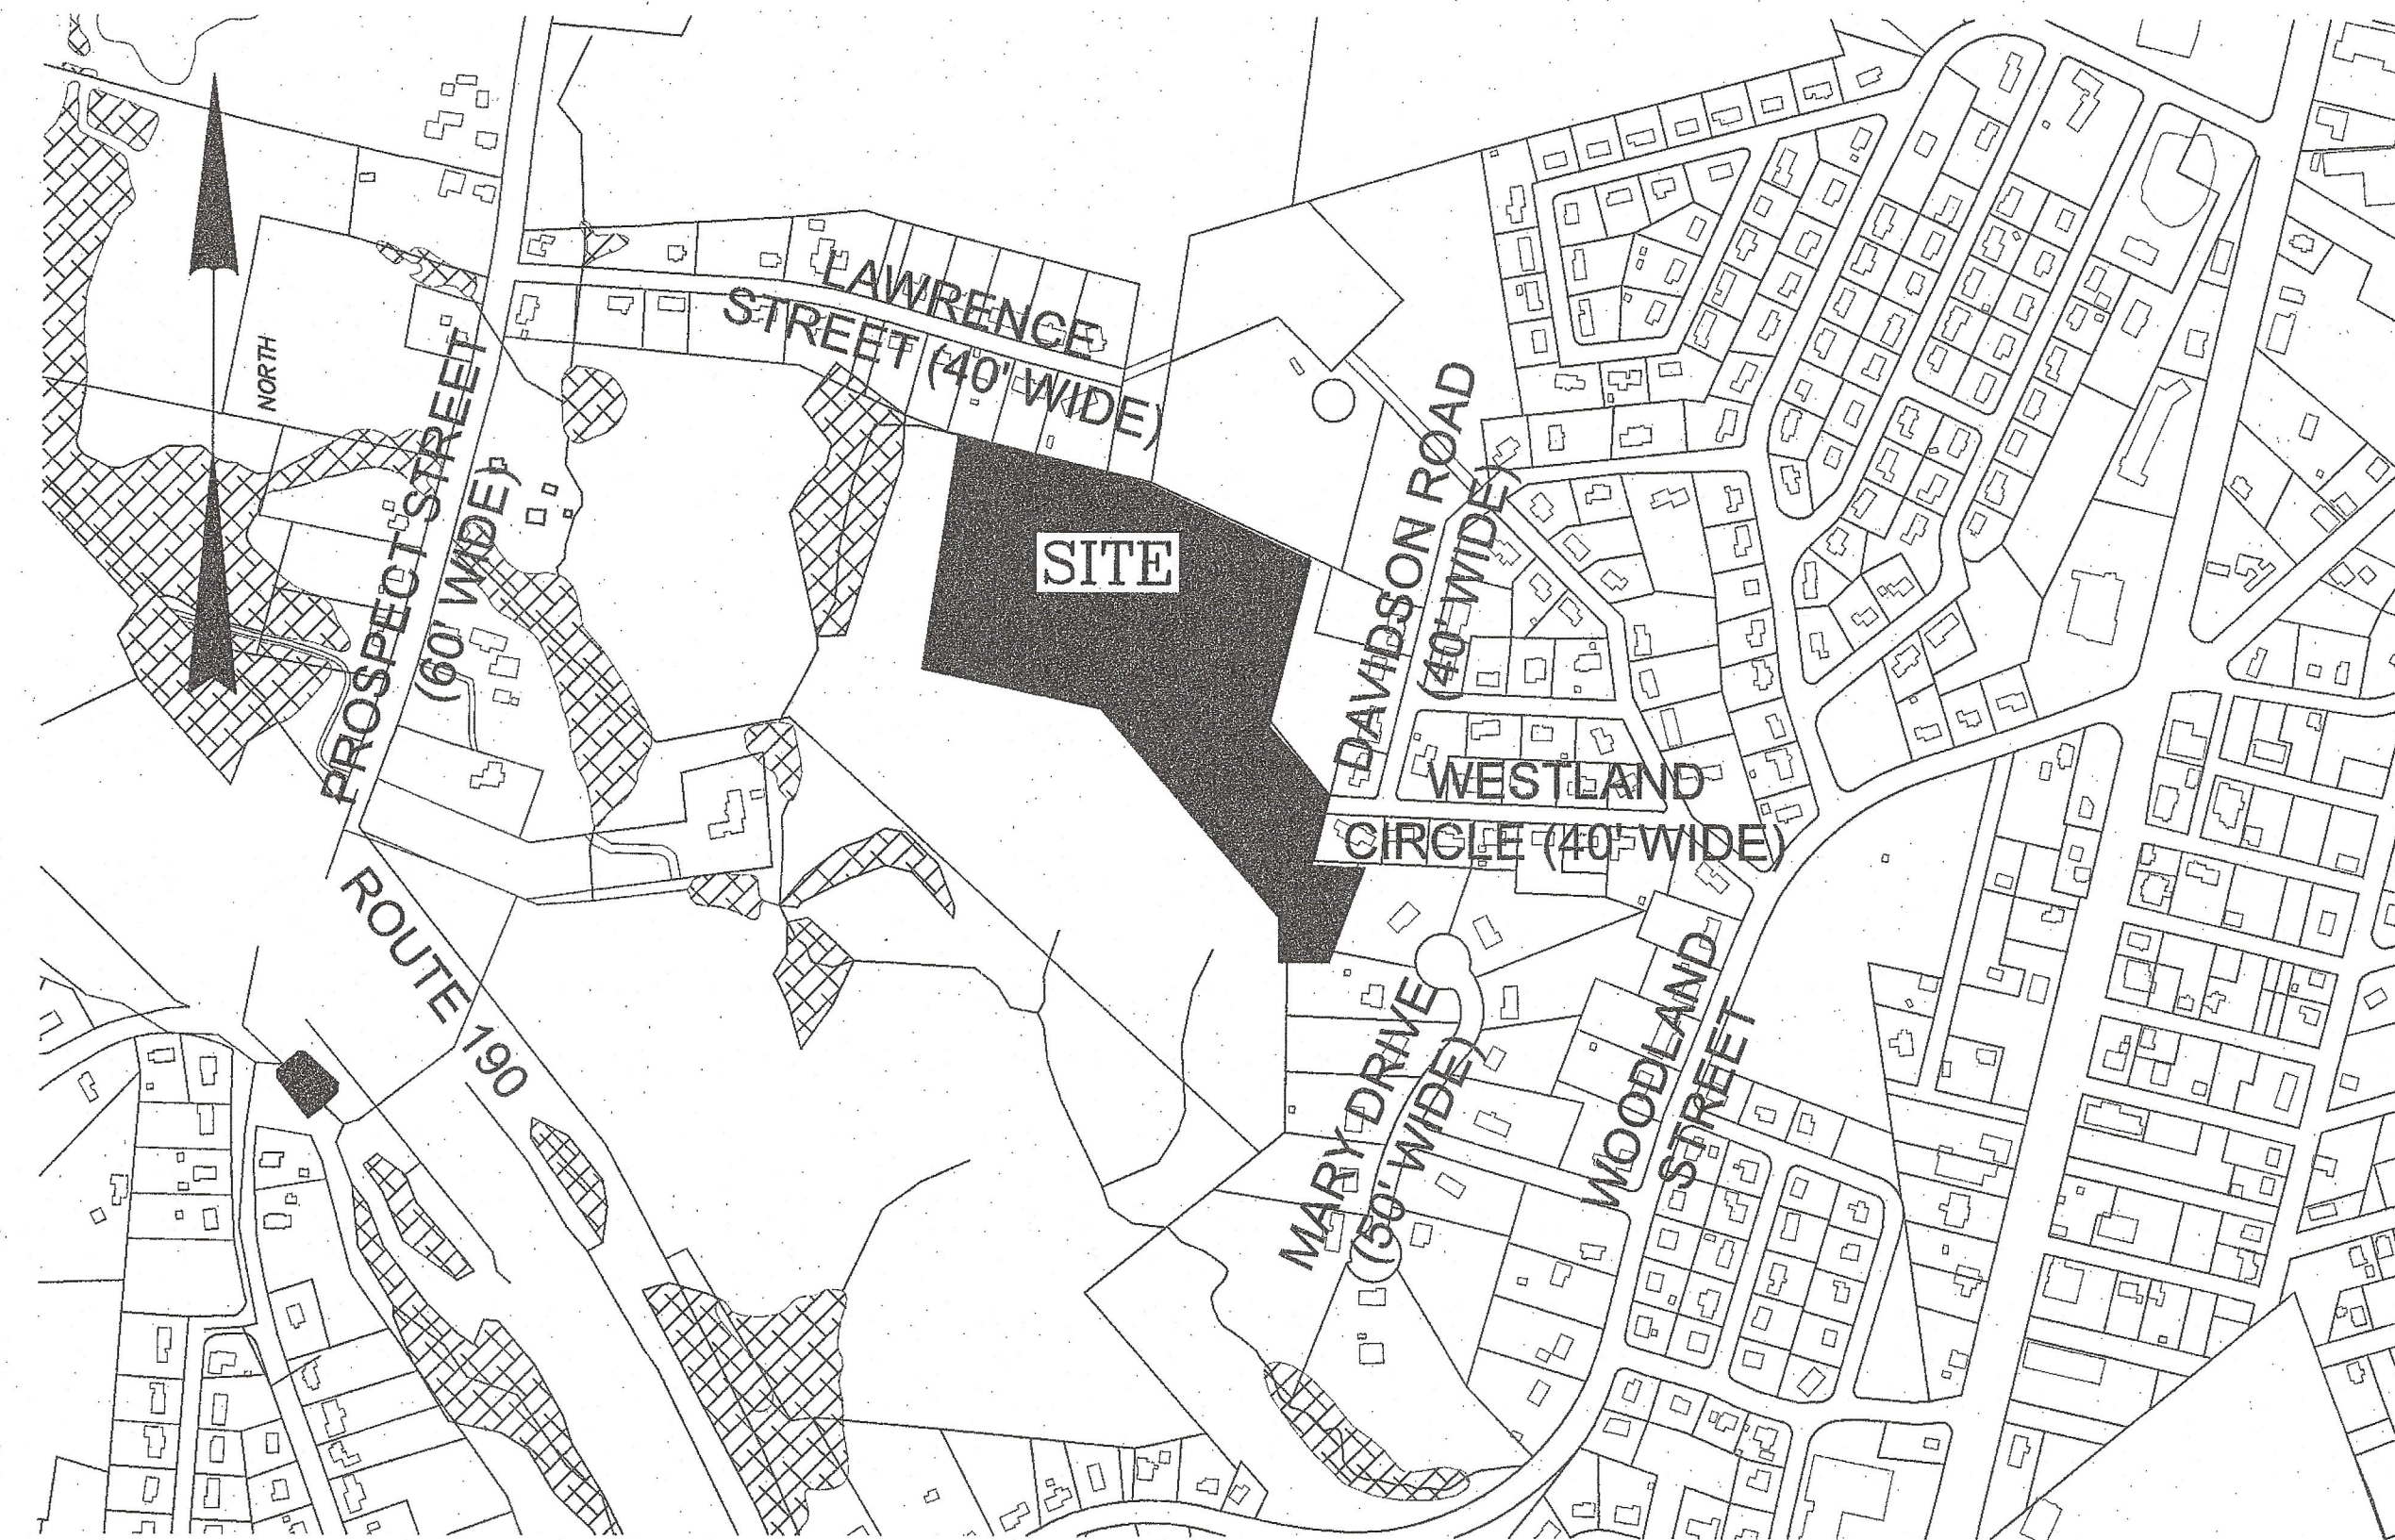 LAWRENCE
STREET (40' WIDE)
NORTH
PROSPECT STREET
(60' WIDE)
SITE
DAVIDSON ROAD
(40' WIDE)
WESTLAND
CIRCLE (40' WIDE)
ROUTE 190
MARY DRIVE
(50' WIDE)
WOODLAND
STREET